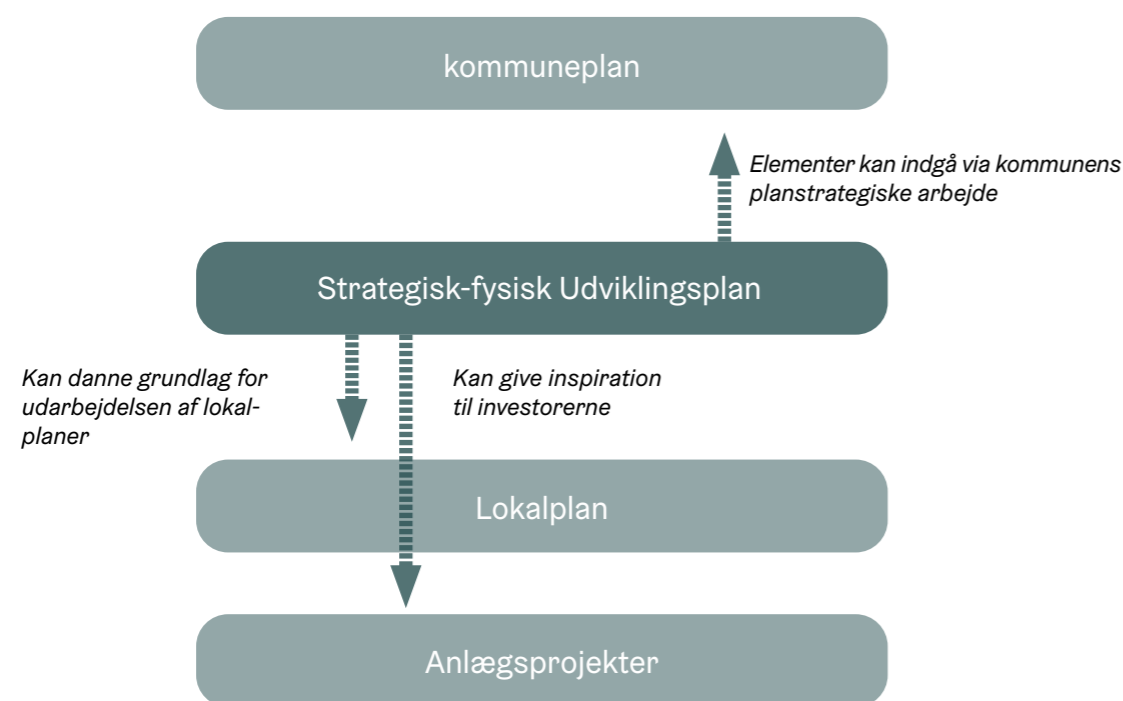 kommuneplan
Elementer kan indgå via kommunens
planstrategiske arbejde
Strategisk-fysisk Udviklingsplan
Kan danne grundlag for
udarbejdelsen af lokal-
planer
Kan give inspiration
til investorerne
Lokalplan
Anlægsprojekter